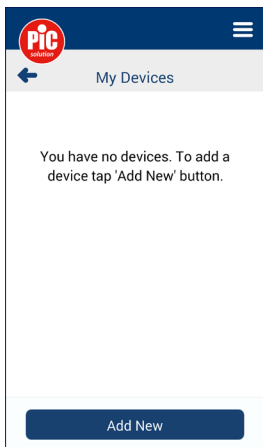 PiC
solution
My Devices
You have no devices. To add a
device tap 'Add New' button.
Add New